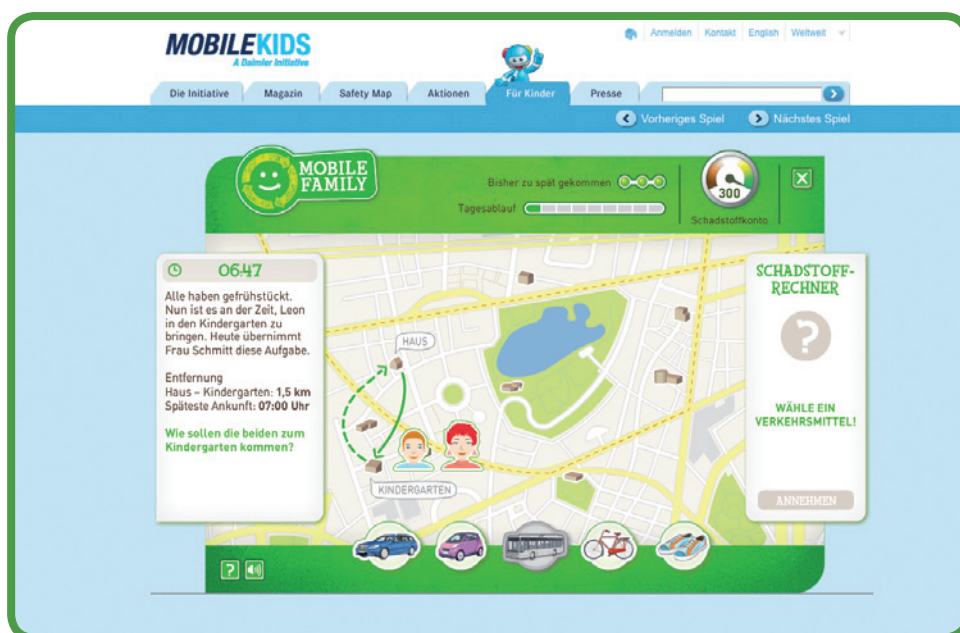 MOBILEKIDS
A Daimler Initiative
Anmelden Kontakt English Weltweit
Die Initiative Magazin Safety Map Aktionen Für Kinder Presse
Vorheriges Spiel Nächstes Spiel
MOBILE
FAMILY
Bisher zu spät gekommen
Tagesablauf
300
Schadstoffkonto
06:47
Alle haben gefrühstückt.
Nun ist es an der Zeit, Leon
in den Kindergarten zu
bringen. Heute übernimmt
Frau Schmitt diese Aufgabe.
Entfernung
Haus – Kindergarten: 1,5 km
Späteste Ankunft: 07:00 Uhr
Wie sollen die beiden zum
Kindergarten kommen?
HAUS
KINDERGARTEN
SCHADSTOFF-
RECHNER
?
WÄHLE EIN
VERKEHRSMITTEL!
ANNEHMEN
?